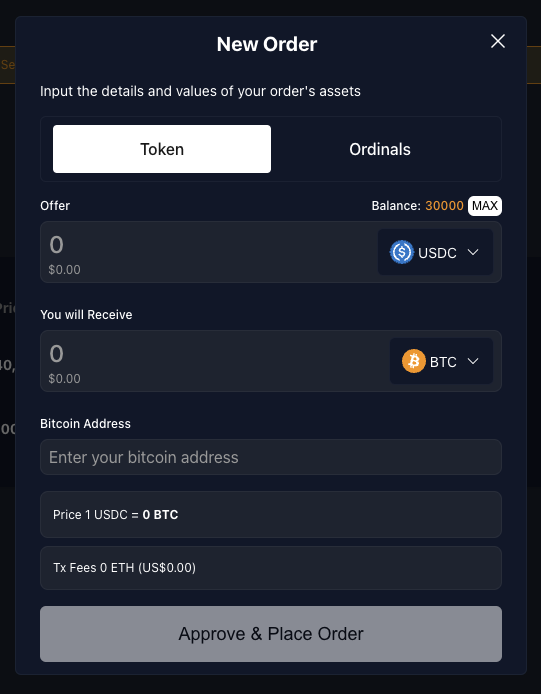 New Order
Input the details and values of your order's assets
Token Ordinals
Offer Balance: 30000 MAX
0
$0.00
USDC
You will Receive
0
$0.00
BTC
Bitcoin Address
Enter your bitcoin address
Price 1 USDC = 0 BTC
Tx Fees 0 ETH (US$0.00)
Approve & Place Order